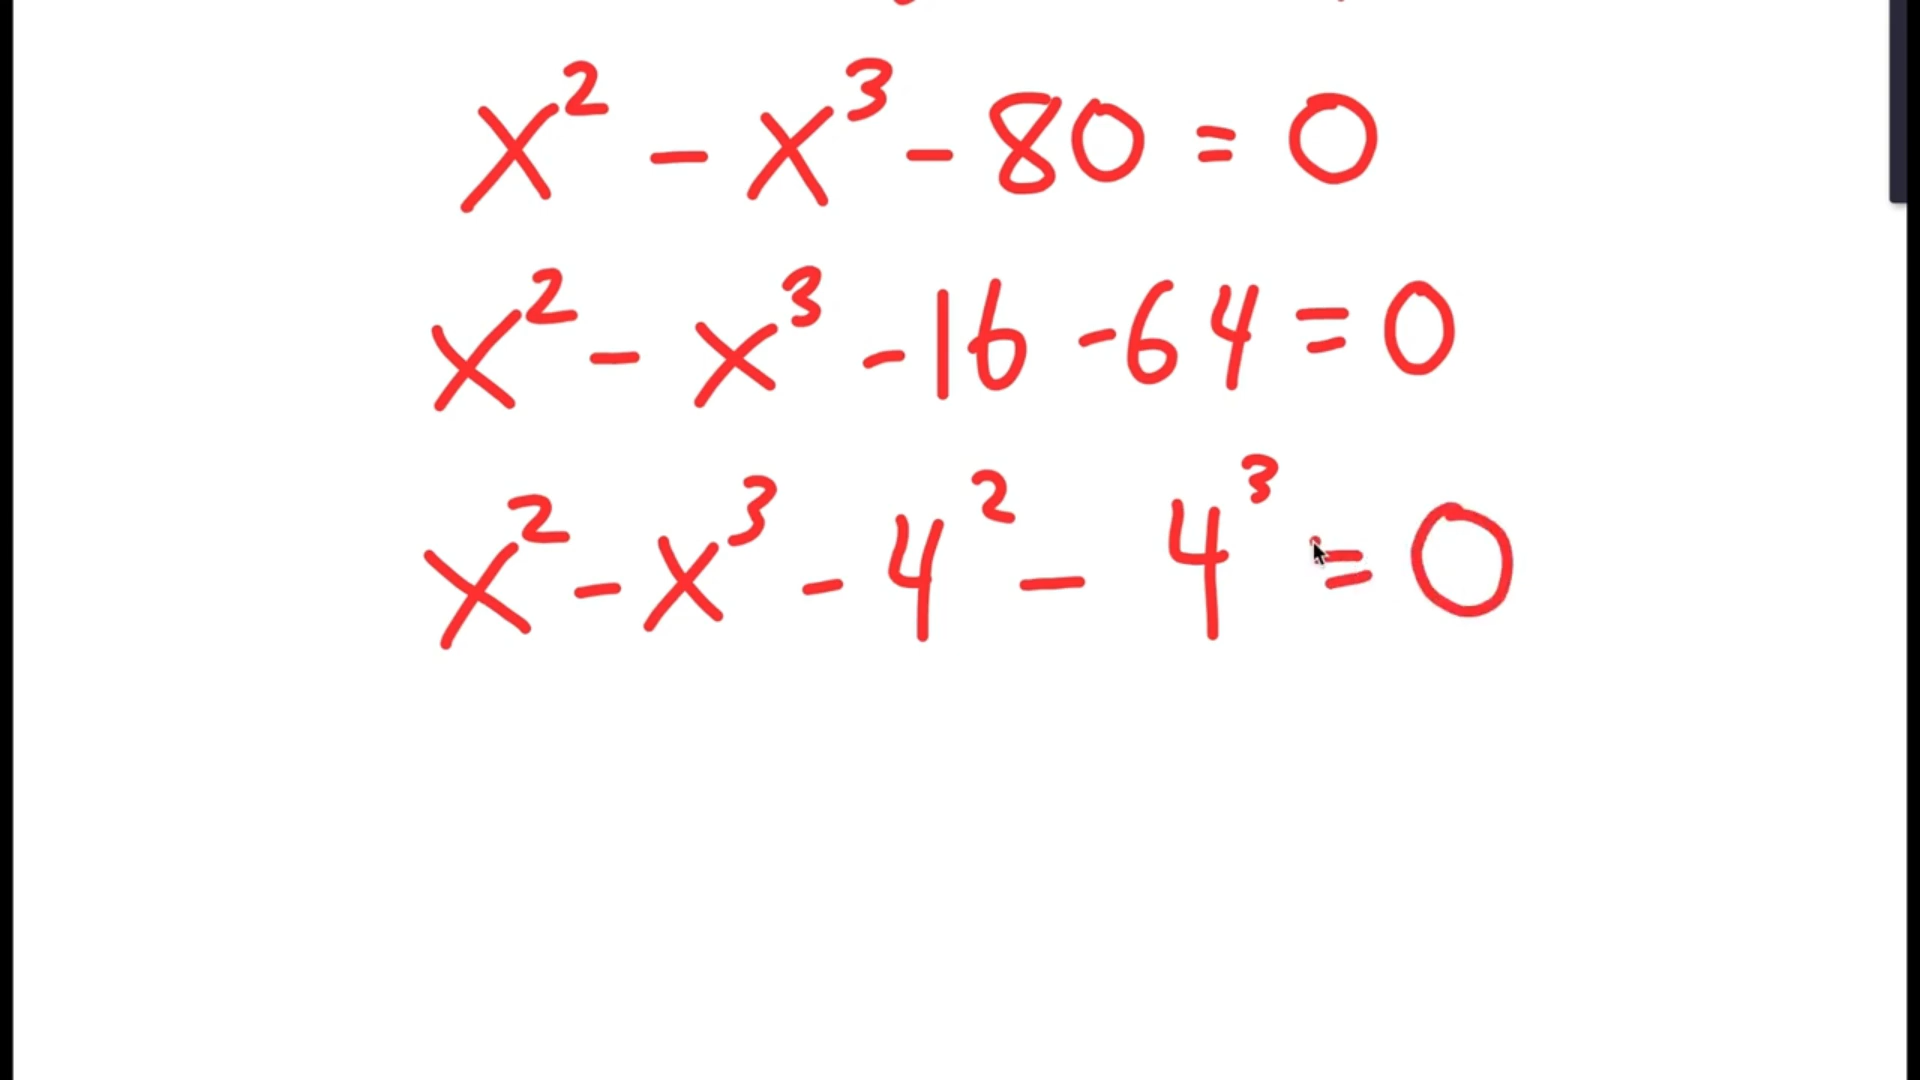 x² - x³ - 80 = 0
x² - x³ - 16 - 64 = 0
x² - x³ - 4² - 4³ = 0